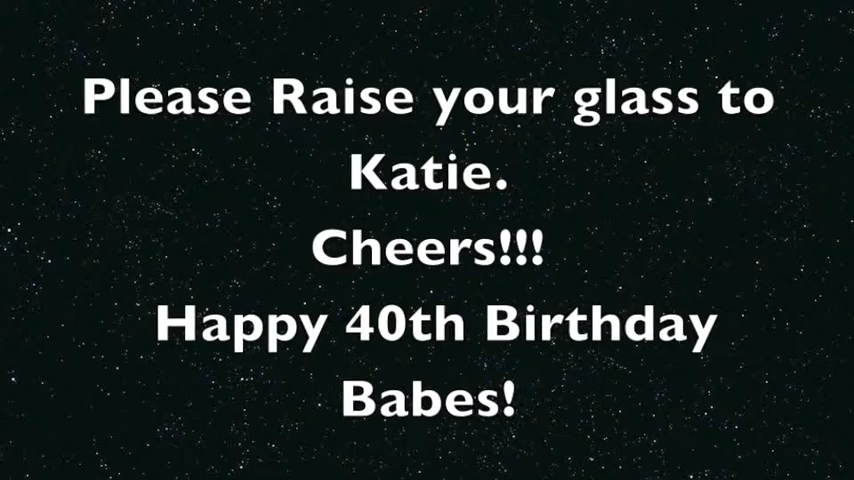 Please Raise your glass to
Katie.
Cheers!!!
Happy 40th Birthday
Babes!